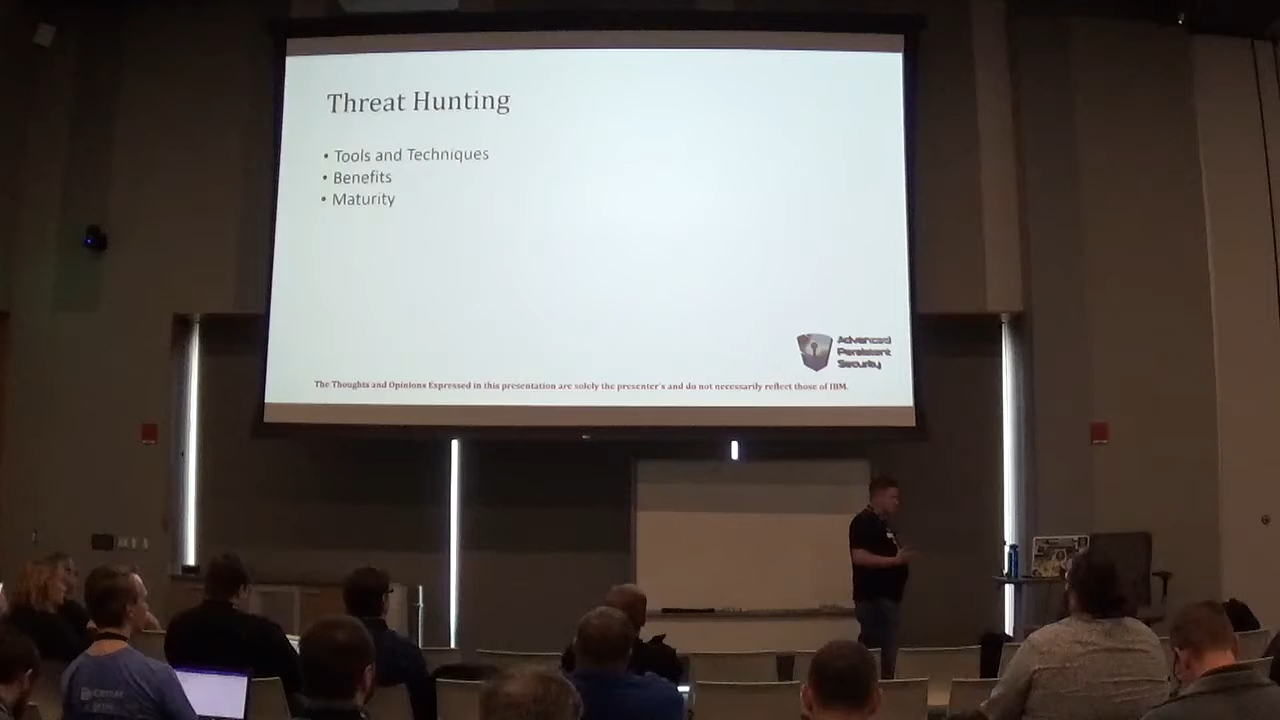 Threat Hunting
• Tools and Techniques
• Benefits
• Maturity
Advanced
Persistent
Security
The Thoughts and Opinions Expressed in this presentation are solely the presenter's and do not necessarily reflect those of IBM.